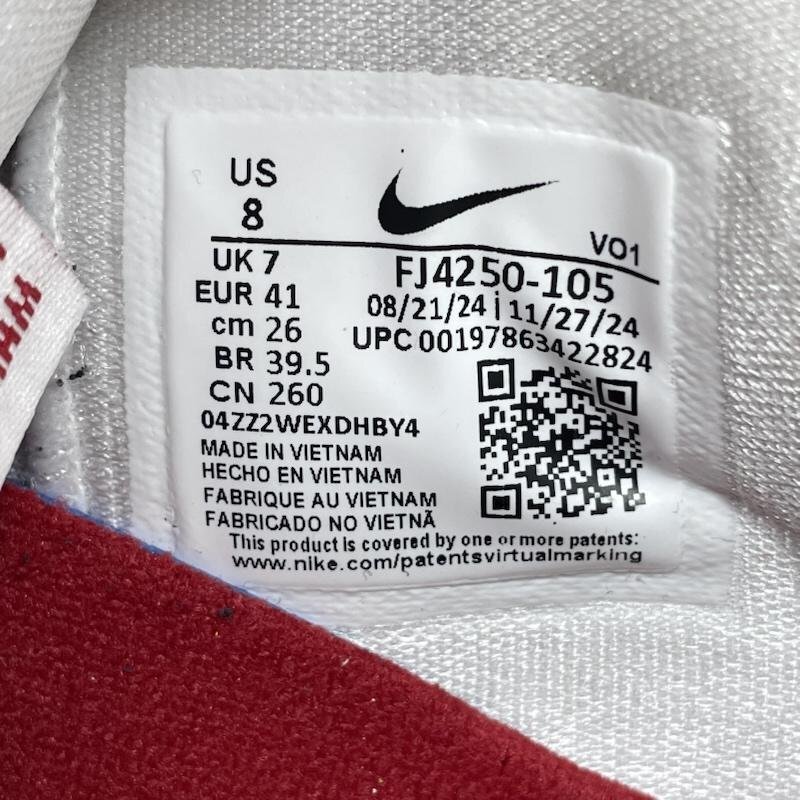 US
8
VO1
UK 7
FJ4250-105
EUR 41
08/21/24 | 11/27/24
cm 26
UPC 00197863422824
BR 39.5
CN 260
04ZZ2WEXDHBY4
MADE IN VIETNAM
HECHO EN VIETNAM
FABRIQUE AU VIETNAM
FABRICADO NO VIETNÃ
This product is covered by one or more patents:
www.nike.com/patentsvirtualmarking